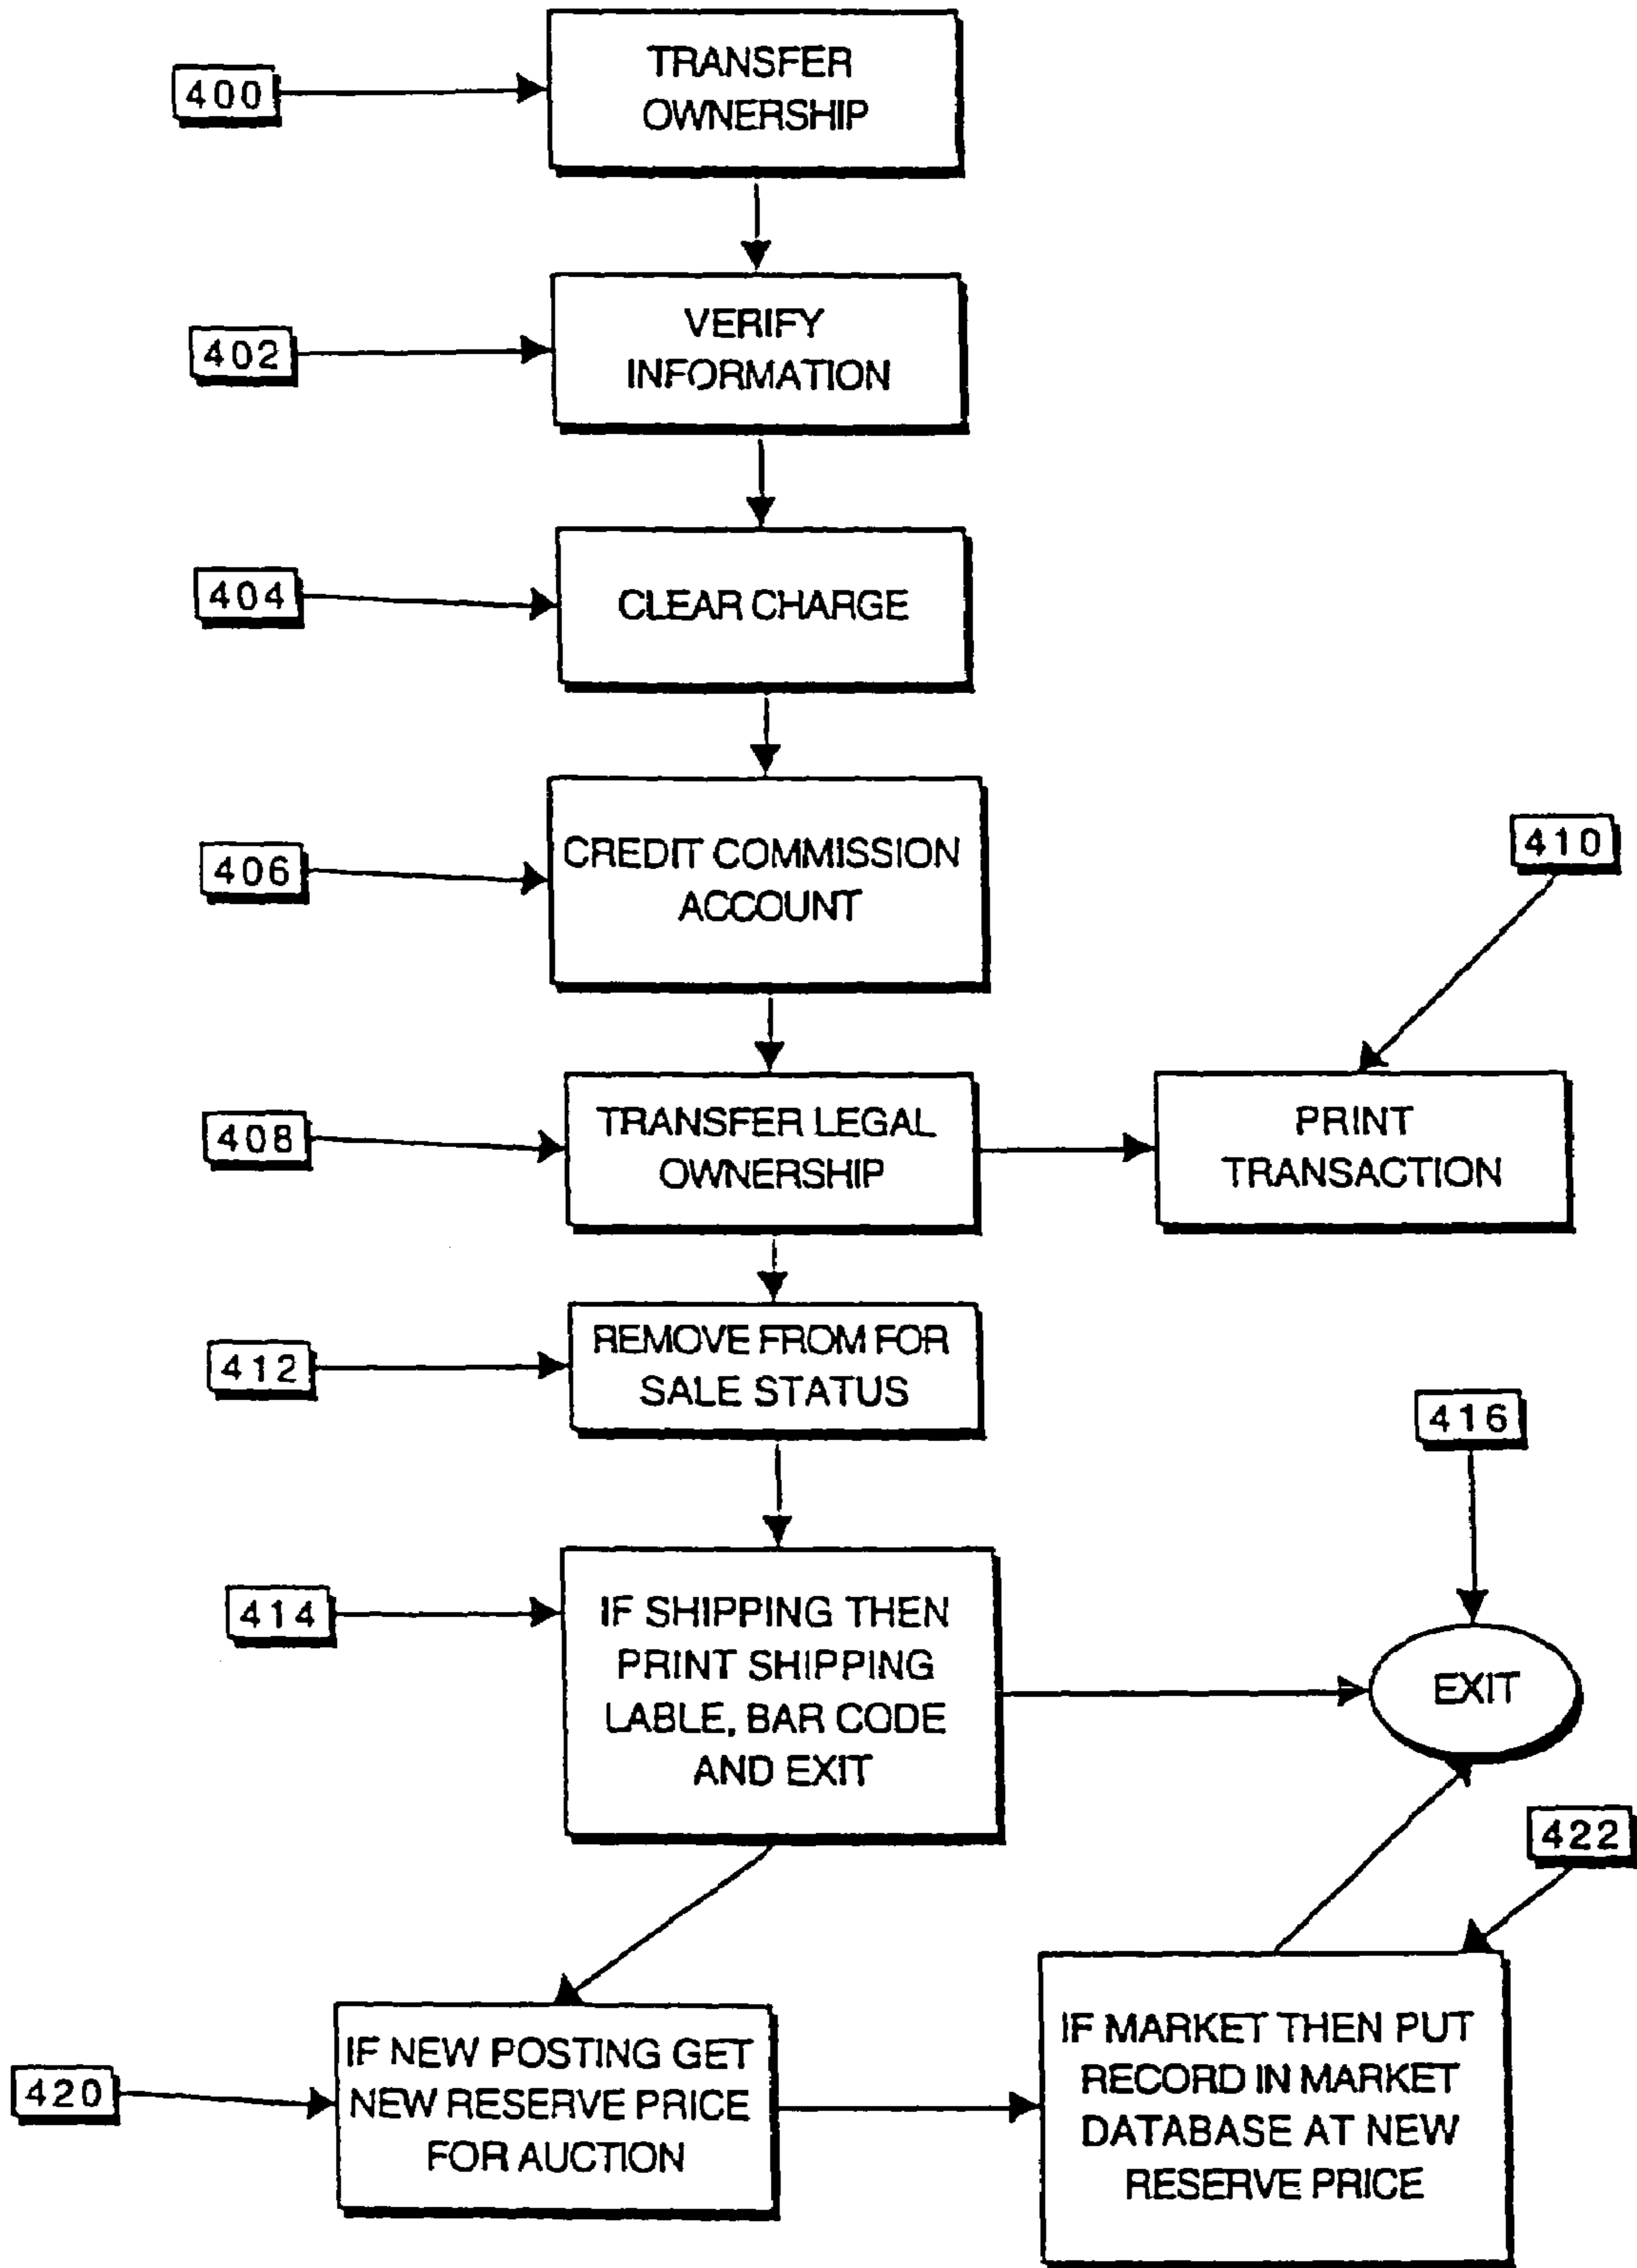 400
TRANSFER
OWNERSHIP
402
VERIFY
INFORMATION
404
CLEAR CHARGE
406
CREDIT COMMISSION
ACCOUNT
410
408
TRANSFER LEGAL
OWNERSHIP
PRINT
TRANSACTION
412
REMOVE FROM FOR
SALE STATUS
416
414
IF SHIPPING THEN
PRINT SHIPPING
LABLE, BAR CODE
AND EXIT
EXIT
422
420
IF NEW POSTING GET
NEW RESERVE PRICE
FOR AUCTION
IF MARKET THEN PUT
RECORD IN MARKET
DATABASE AT NEW
RESERVE PRICE